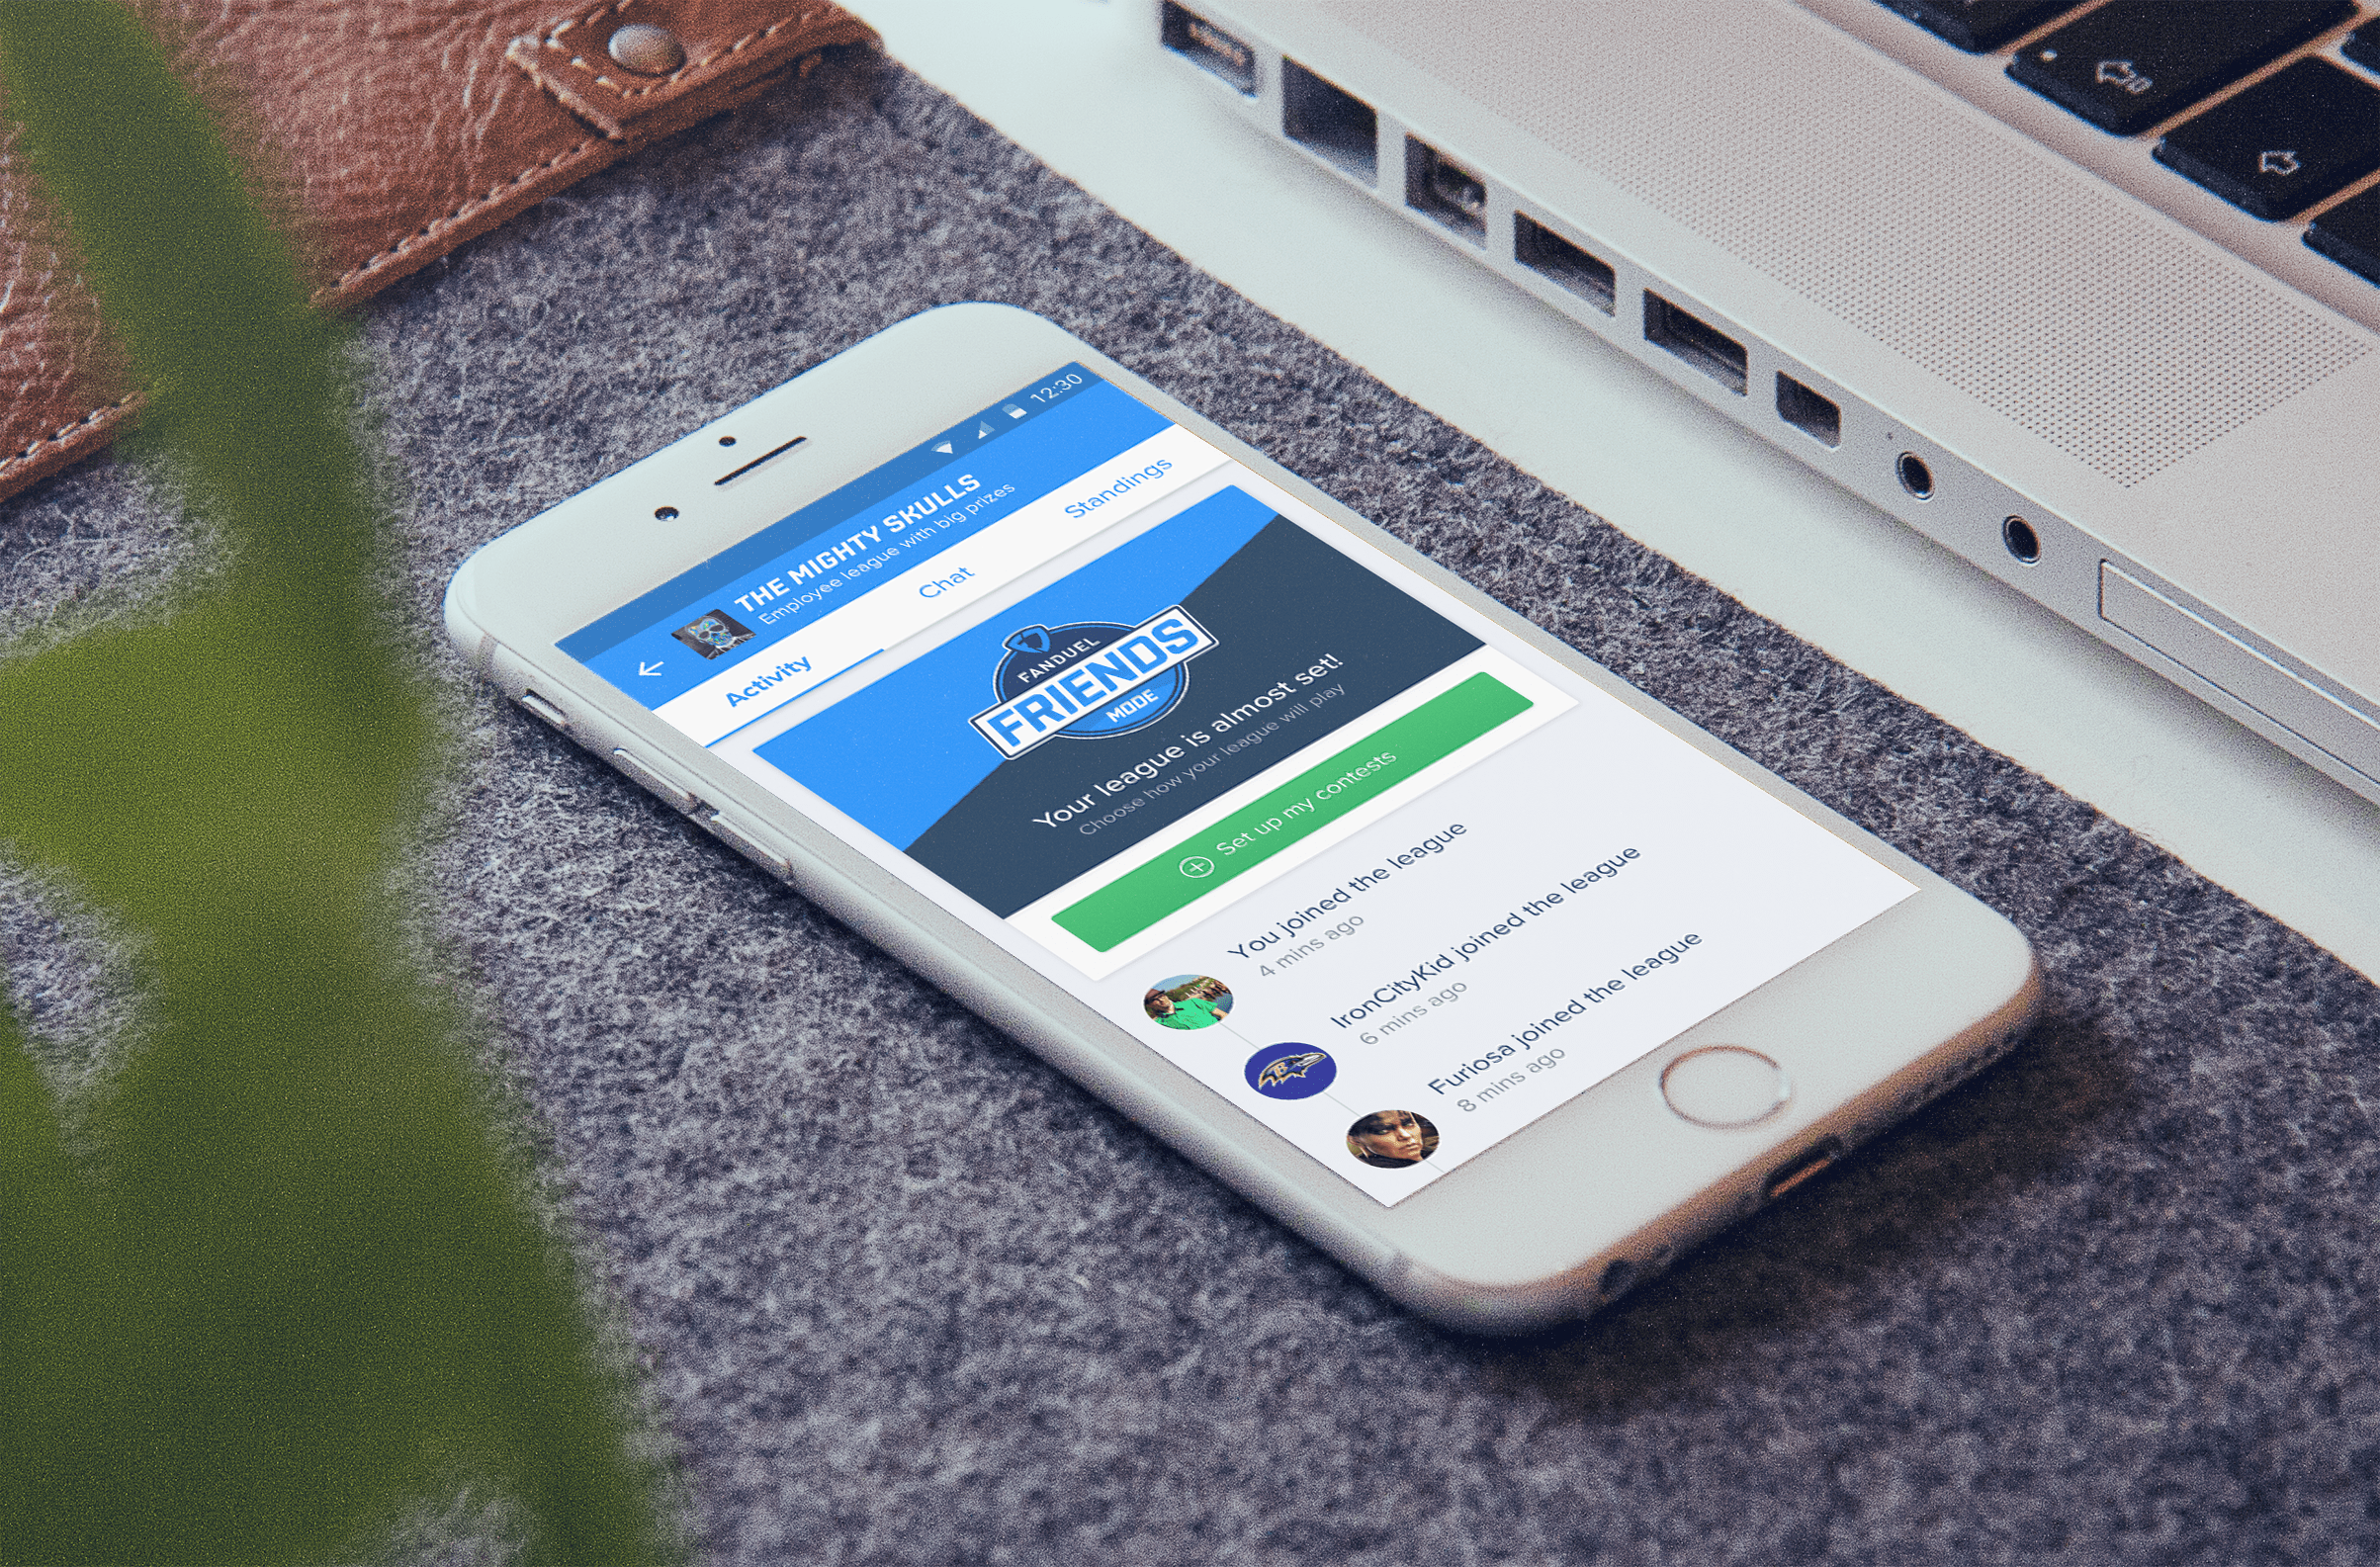 12:30
THE MIGHTY SKULLS
Employee league with big prizes
Activity
Chat
Standings
FANDUEL
FRIENDS
MODE
Your league is almost set!
Choose how your league will play
Set up my contests
You joined the league
4 mins ago
IronCityKid joined the league
6 mins ago
Furiosa joined the league
8 mins ago